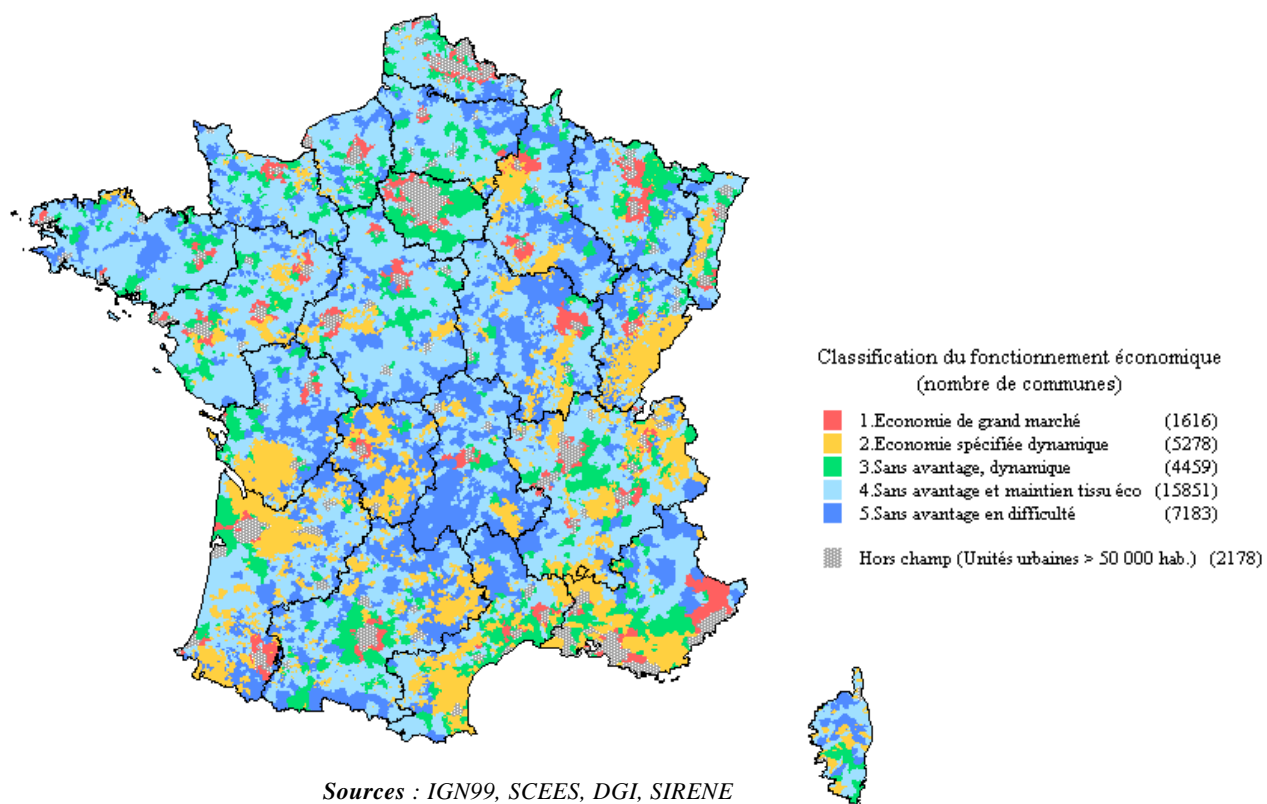 Classification du fonctionnement économique
(nombre de communes)
1.Economie de grand marché (1616)
2.Economie spécifiée dynamique (5278)
3.Sans avantage, dynamique (4459)
4.Sans avantage et maintien tissu éco (15851)
5.Sans avantage en difficulté (7183)
Hors champ (Unités urbaines > 50 000 hab.) (2178)
Sources : IGN99, SCEES, DGI, SIRENE